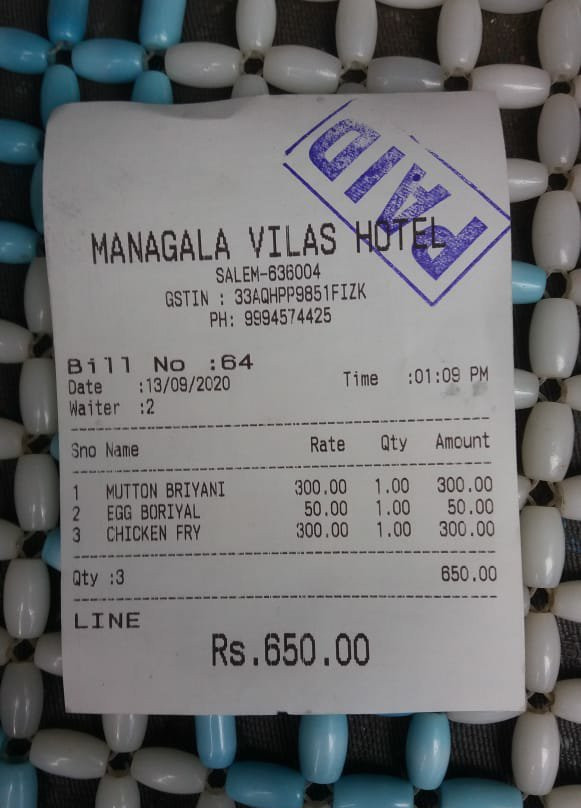 PAID
MANAGALA VILAS HOTEL
SALEM-636004
GSTIN : 33AQHPP9851FIZK
PH: 9994574425
Bill No :64
Date :13/09/2020 Time :01:09 PM
Waiter :2
Sno Name Rate Qty Amount
1 MUTTON BRIYANI 300.00 1.00 300.00
2 EGG BORIYAL 50.00 1.00 50.00
3 CHICKEN FRY 300.00 1.00 300.00
Qty :3 650.00
LINE
Rs.650.00